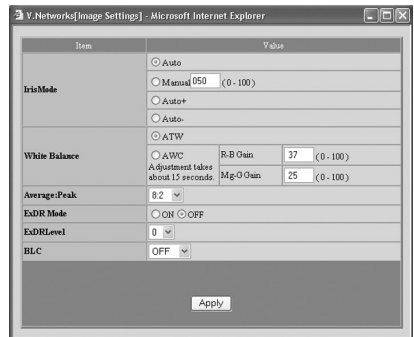 V.Networks[Image Settings] - Microsoft Internet Explorer
Item Value
IrisMode
Auto
Manual 050 (0 - 100)
Auto+
Auto-
White Balance
ATW
AWC
Adjustment takes
about 15 seconds.
R-B Gain 37 (0 - 100)
Mg-G Gain 25 (0 - 100)
Average:Peak 8:2
ExDR Mode ON OFF
ExDRLevel 0
BLC OFF
Apply